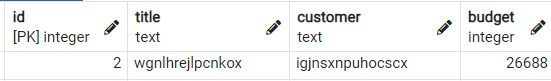 id title customer budget
[PK] integer text text integer
2 wgnlhrejlpcnkox igjnsxnpuhocscx 26688